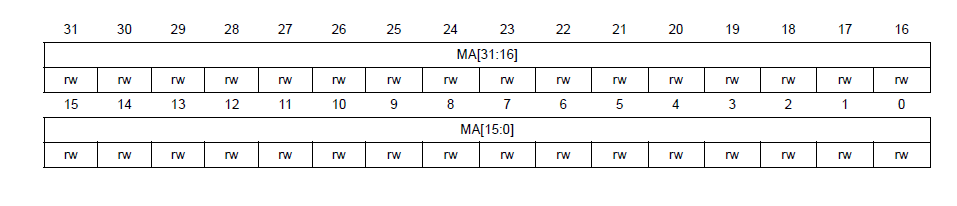 31 30 29 28 27 26 25 24 23 22 21 20 19 18 17 16
MA[31:16]
rw rw rw rw rw rw rw rw rw rw rw rw rw rw rw rw
15 14 13 12 11 10 9 8 7 6 5 4 3 2 1 0
MA[15:0]
rw rw rw rw rw rw rw rw rw rw rw rw rw rw rw rw